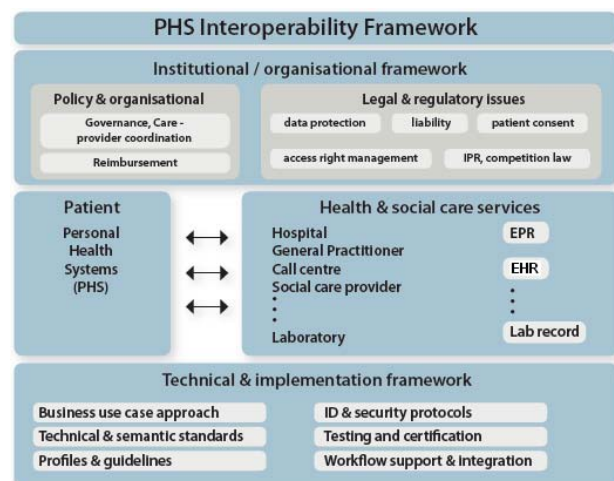 PHS Interoperability Framework
Institutional / organisational framework
Policy & organisational
Governance, Care -
provider coordination
Reimbursement
Legal & regulatory issues
data protection
liability
patient consent
access right management
IPR, competition law
Patient
Personal
Health
Systems
(PHS)
Health & social care services
Hospital
EPR
General Practitioner
Call centre
EHR
Social care provider
Laboratory
Lab record
Technical & implementation framework
Business use case approach
ID & security protocols
Technical & semantic standards
Testing and certification
Profiles & guidelines
Workflow support & integration